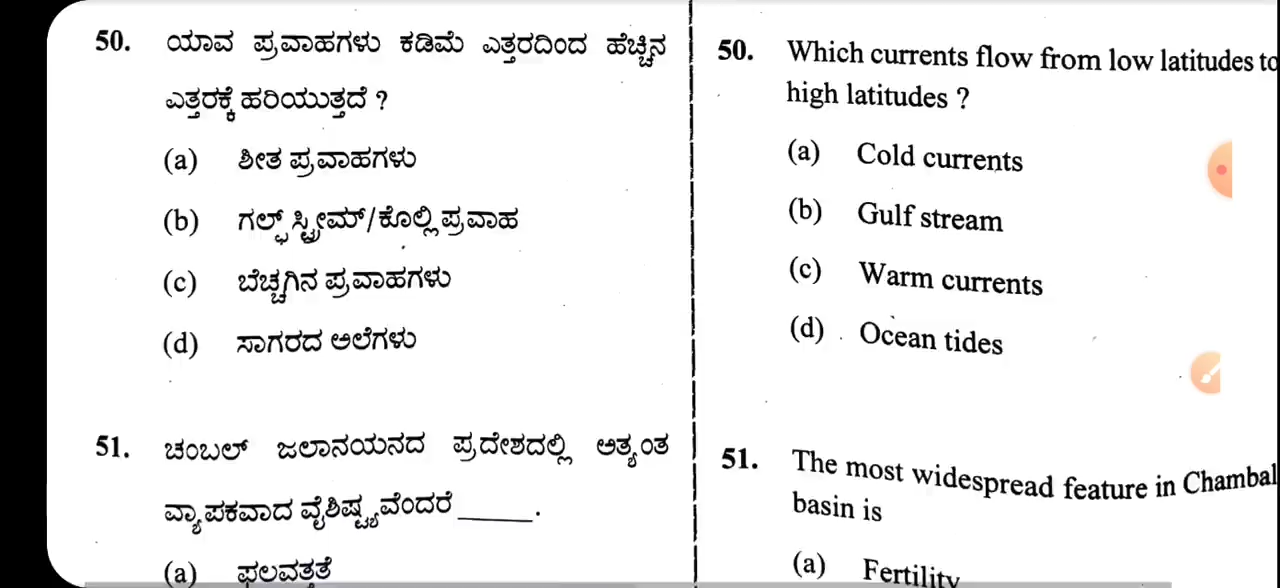 50. ಯಾವ ಪ್ರವಾಹಗಳು ಕಡಿಮೆ ಎತ್ತರದಿಂದ ಹೆಚ್ಚಿನ
ಎತ್ತರಕ್ಕೆ ಹರಿಯುತ್ತದೆ ?
(a) ಶೀತ ಪ್ರವಾಹಗಳು
(b) ಗಲ್ಫ್ ಸ್ಟ್ರೀಮ್/ಕೊಲ್ಲಿ ಪ್ರವಾಹ
(c) ಬೆಚ್ಚಗಿನ ಪ್ರವಾಹಗಳು
(d) ಸಾಗರದ ಅಲೆಗಳು
51. ಚಂಬಲ್ ಜಲಾನಯನದ ಪ್ರದೇಶದಲ್ಲಿ ಅತ್ಯಂತ
ವ್ಯಾಪಕವಾದ ವೈಶಿಷ್ಟ್ಯವೆಂದರೆ _____.
(a) ಫಲವತ್ತತೆ
50. Which currents flow from low latitudes to
high latitudes ?
(a) Cold currents
(b) Gulf stream
(c) Warm currents
(d) Ocean tides
51. The most widespread feature in Chambal
basin is
(a) Fertility